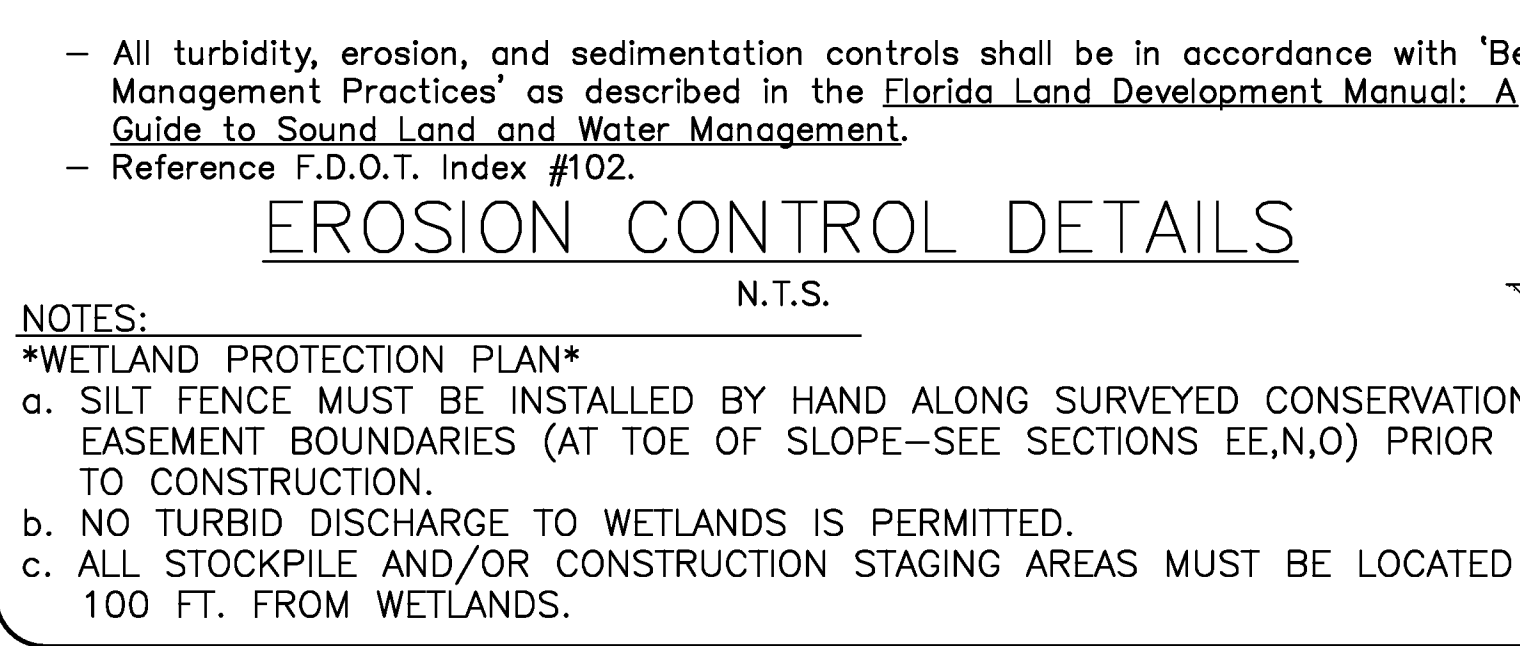 – All turbidity, erosion, and sedimentation controls shall be in accordance with 'Be
Management Practices' as described in the Florida Land Development Manual: A
Guide to Sound Land and Water Management.
– Reference F.D.O.T. Index #102.
EROSION CONTROL DETAILS
N.T.S.
NOTES:
*WETLAND PROTECTION PLAN*
a. SILT FENCE MUST BE INSTALLED BY HAND ALONG SURVEYED CONSERVATION
EASEMENT BOUNDARIES (AT TOE OF SLOPE–SEE SECTIONS EE,N,O) PRIOR
TO CONSTRUCTION.
b. NO TURBID DISCHARGE TO WETLANDS IS PERMITTED.
c. ALL STOCKPILE AND/OR CONSTRUCTION STAGING AREAS MUST BE LOCATED
100 FT. FROM WETLANDS.